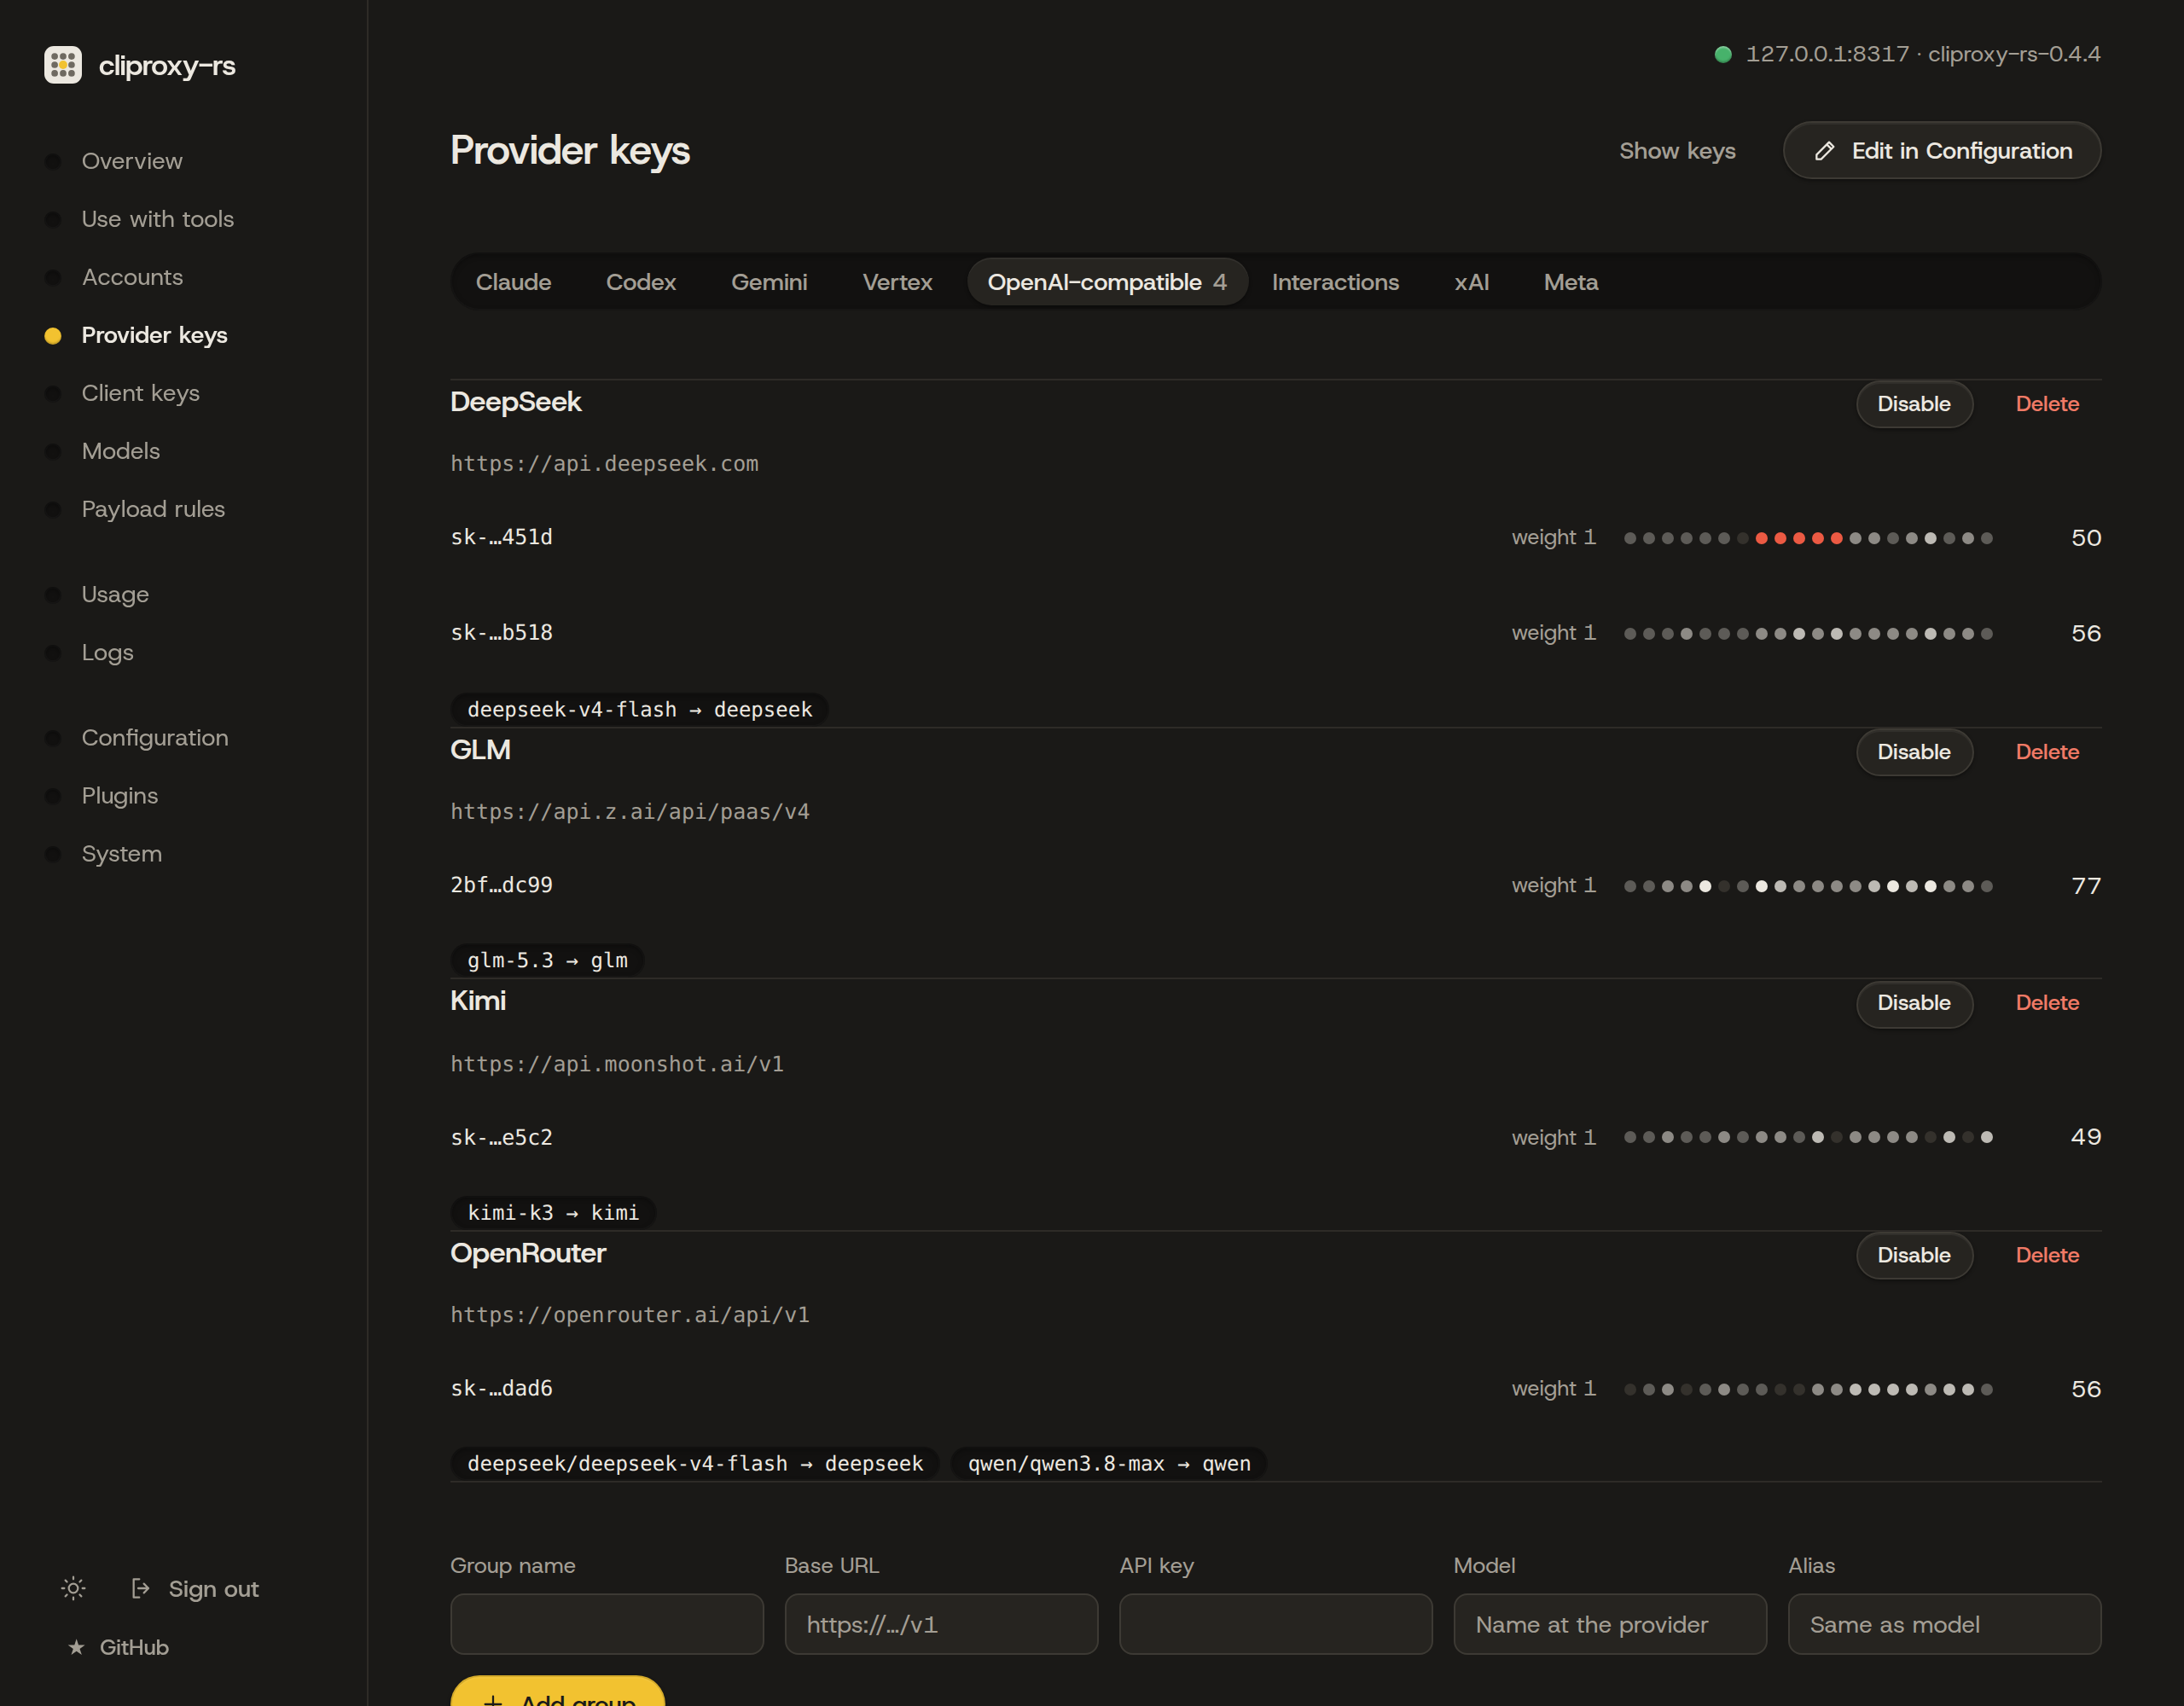 cliproxy-rs
127.0.0.1:8317 · cliproxy-rs-0.4.4
Overview
Use with tools
Accounts
Provider keys
Client keys
Models
Payload rules
Usage
Logs
Configuration
Plugins
System
Sign out
★ GitHub
Provider keys
Show keys
Edit in Configuration
Claude Codex Gemini Vertex OpenAI-compatible 4 Interactions xAI Meta
DeepSeek Disable Delete
https://api.deepseek.com
sk-…451d weight 1 50
sk-…b518 weight 1 56
deepseek-v4-flash → deepseek
GLM Disable Delete
https://api.z.ai/api/paas/v4
2bf…dc99 weight 1 77
glm-5.3 → glm
Kimi Disable Delete
https://api.moonshot.ai/v1
sk-…e5c2 weight 1 49
kimi-k3 → kimi
OpenRouter Disable Delete
https://openrouter.ai/api/v1
sk-…dad6 weight 1 56
deepseek/deepseek-v4-flash → deepseek qwen/qwen3.8-max → qwen
Group name Base URL API key Model Alias
https://…/v1 Name at the provider Same as model
+ Add group